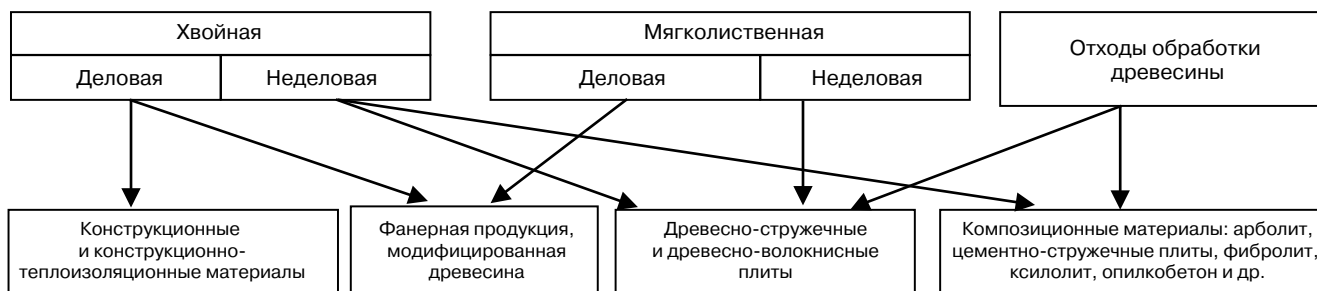 Хвойная
Деловая
Неделовая
Мягколиственная
Деловая
Неделовая
Отходы обработки
древесины
Конструкционные
и конструкционно-
теплоизоляционные материалы
Фанерная продукция,
модифицированная
древесина
Древесно-стружечные
и древесно-волокнисные
плиты
Композиционные материалы: арболит,
цементно-стружечные плиты, фибролит,
ксилолит, опилкобетон и др.